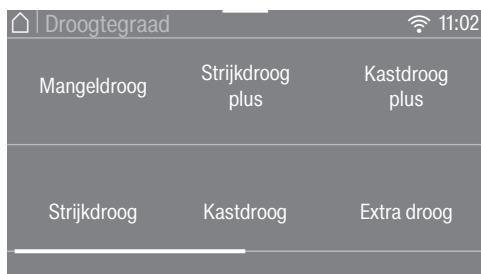 Droogtegraad 11:02
Mangeldroog
Strijkdroog
plus
Kastdroog
plus
Strijkdroog
Kastdroog
Extra droog